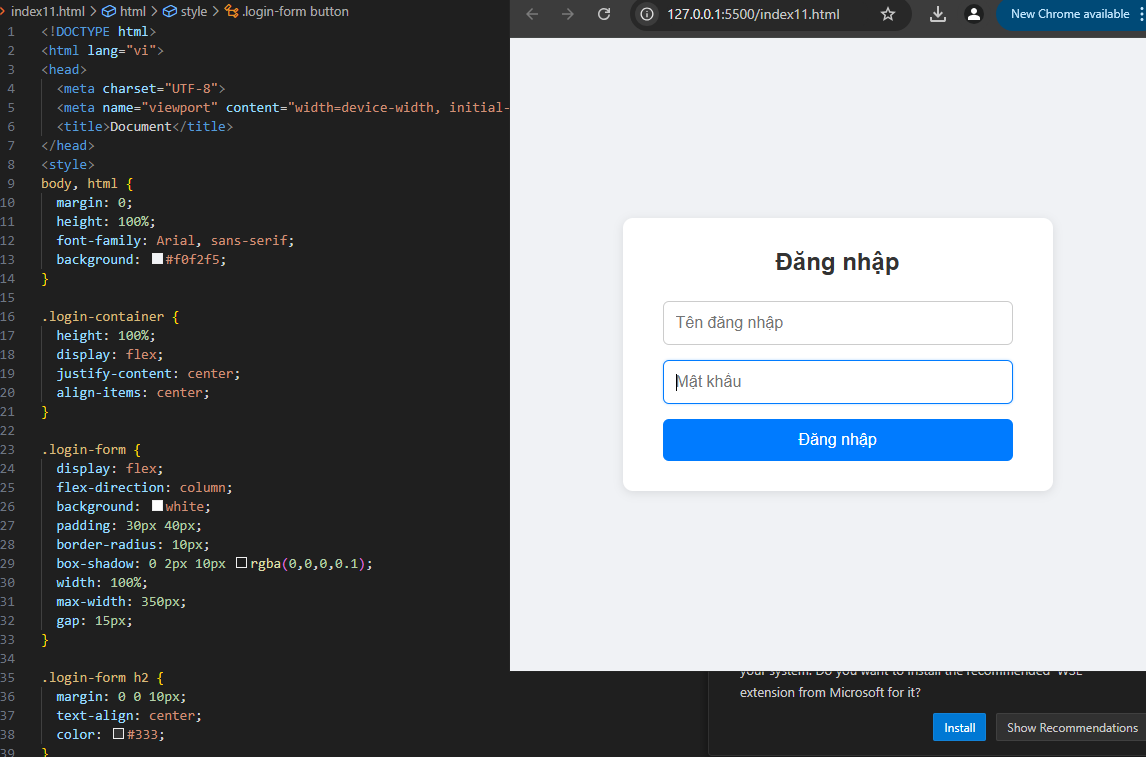 index11.html > html > style > .login-form button
1 <!DOCTYPE html>
2 <html lang="vi">
3 <head>
4 <meta charset="UTF-8">
5 <meta name="viewport" content="width=device-width, initial-
6 <title>Document</title>
7 </head>
8 <style>
9 body, html {
10 margin: 0;
11 height: 100%;
12 font-family: Arial, sans-serif;
13 background: #f0f2f5;
14 }
15
16 .login-container {
17 height: 100%;
18 display: flex;
19 justify-content: center;
20 align-items: center;
21 }
22
23 .login-form {
24 display: flex;
25 flex-direction: column;
26 background: white;
27 padding: 30px 40px;
28 border-radius: 10px;
29 box-shadow: 0 2px 10px rgba(0,0,0,0.1);
30 width: 100%;
31 max-width: 350px;
32 gap: 15px;
33 }
34
35 .login-form h2 {
36 margin: 0 0 10px;
37 text-align: center;
38 color: #333;
39 }
127.0.0.1:5500/index11.html
New Chrome available
Đăng nhập
Tên đăng nhập
Mật khẩu
Đăng nhập
your system. Do you want to install the recommended 'WSL'
extension from Microsoft for it?
Install
Show Recommendations